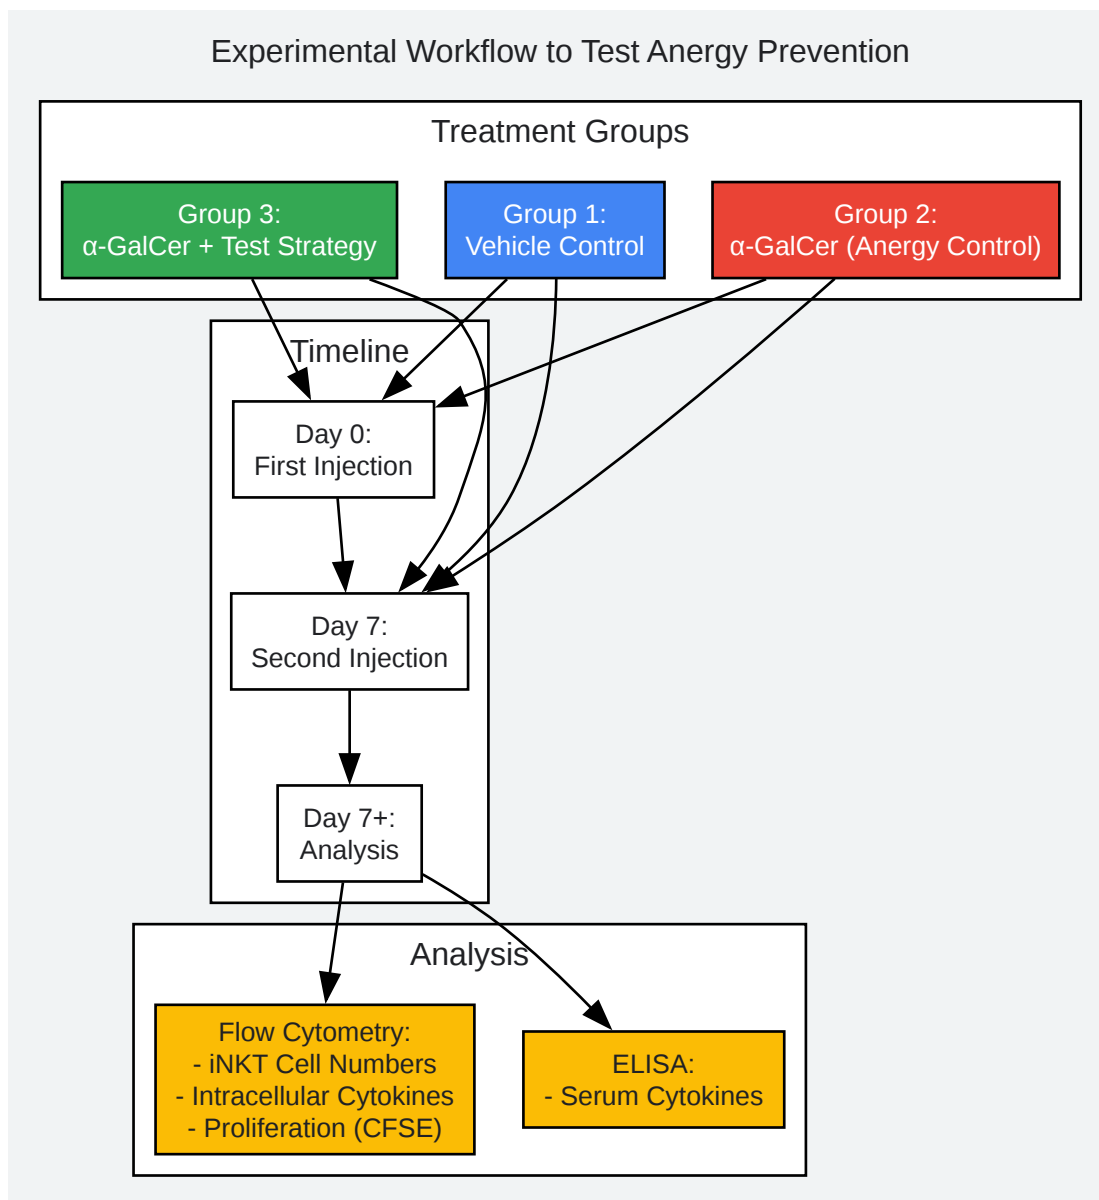 Experimental Workflow to Test Anergy Prevention
Treatment Groups
Group 3:
α-GalCer + Test Strategy
Group 1:
Vehicle Control
Group 2:
α-GalCer (Anergy Control)
Timeline
Day 0:
First Injection
Day 7:
Second Injection
Day 7+:
Analysis
Analysis
Flow Cytometry:
- iNKT Cell Numbers
- Intracellular Cytokines
- Proliferation (CFSE)
ELISA:
- Serum Cytokines